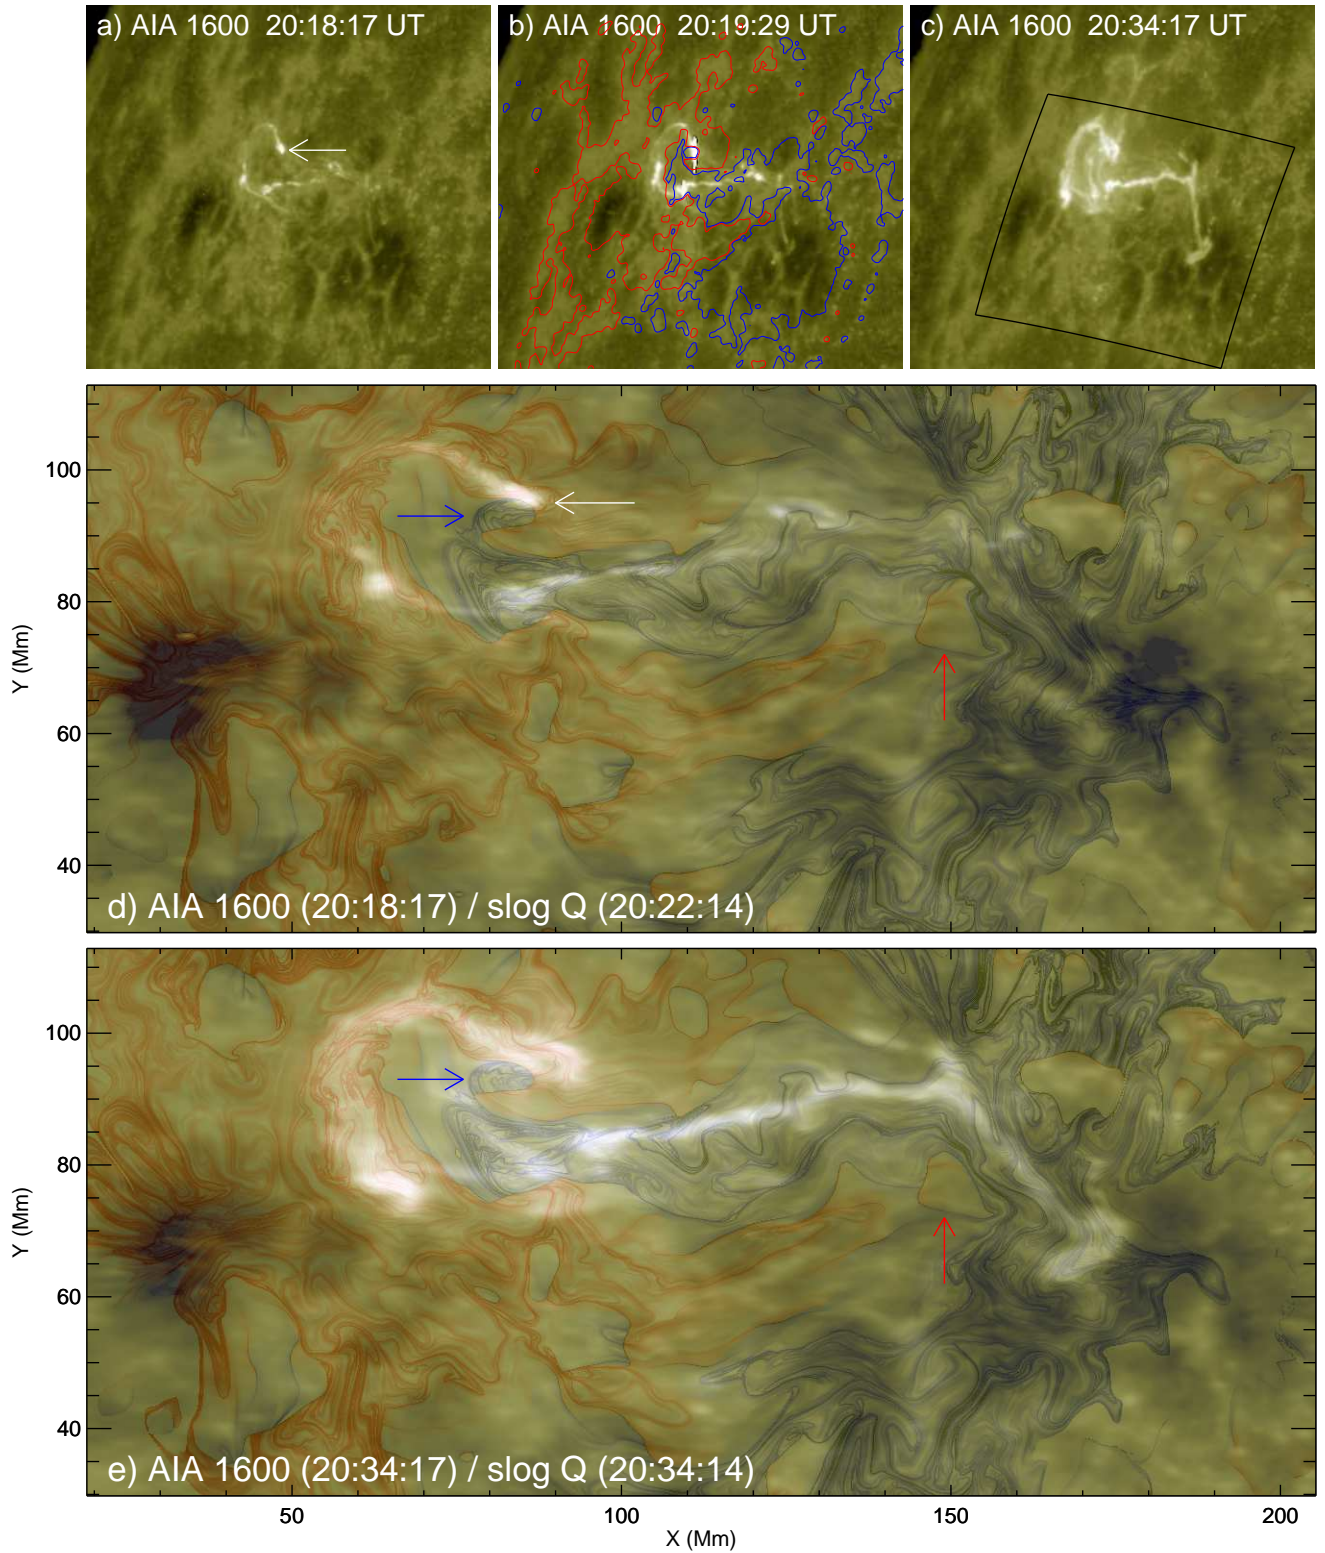 a) AIA 1600 20:18:17 UT
b) AIA 1600 20:19:29 UT
c) AIA 1600 20:34:17 UT
100
80
60
40
Y (Mm)
d) AIA 1600 (20:18:17) / slog Q (20:22:14)
100
80
60
40
Y (Mm)
e) AIA 1600 (20:34:17) / slog Q (20:34:14)
50 100 150 200
X (Mm)